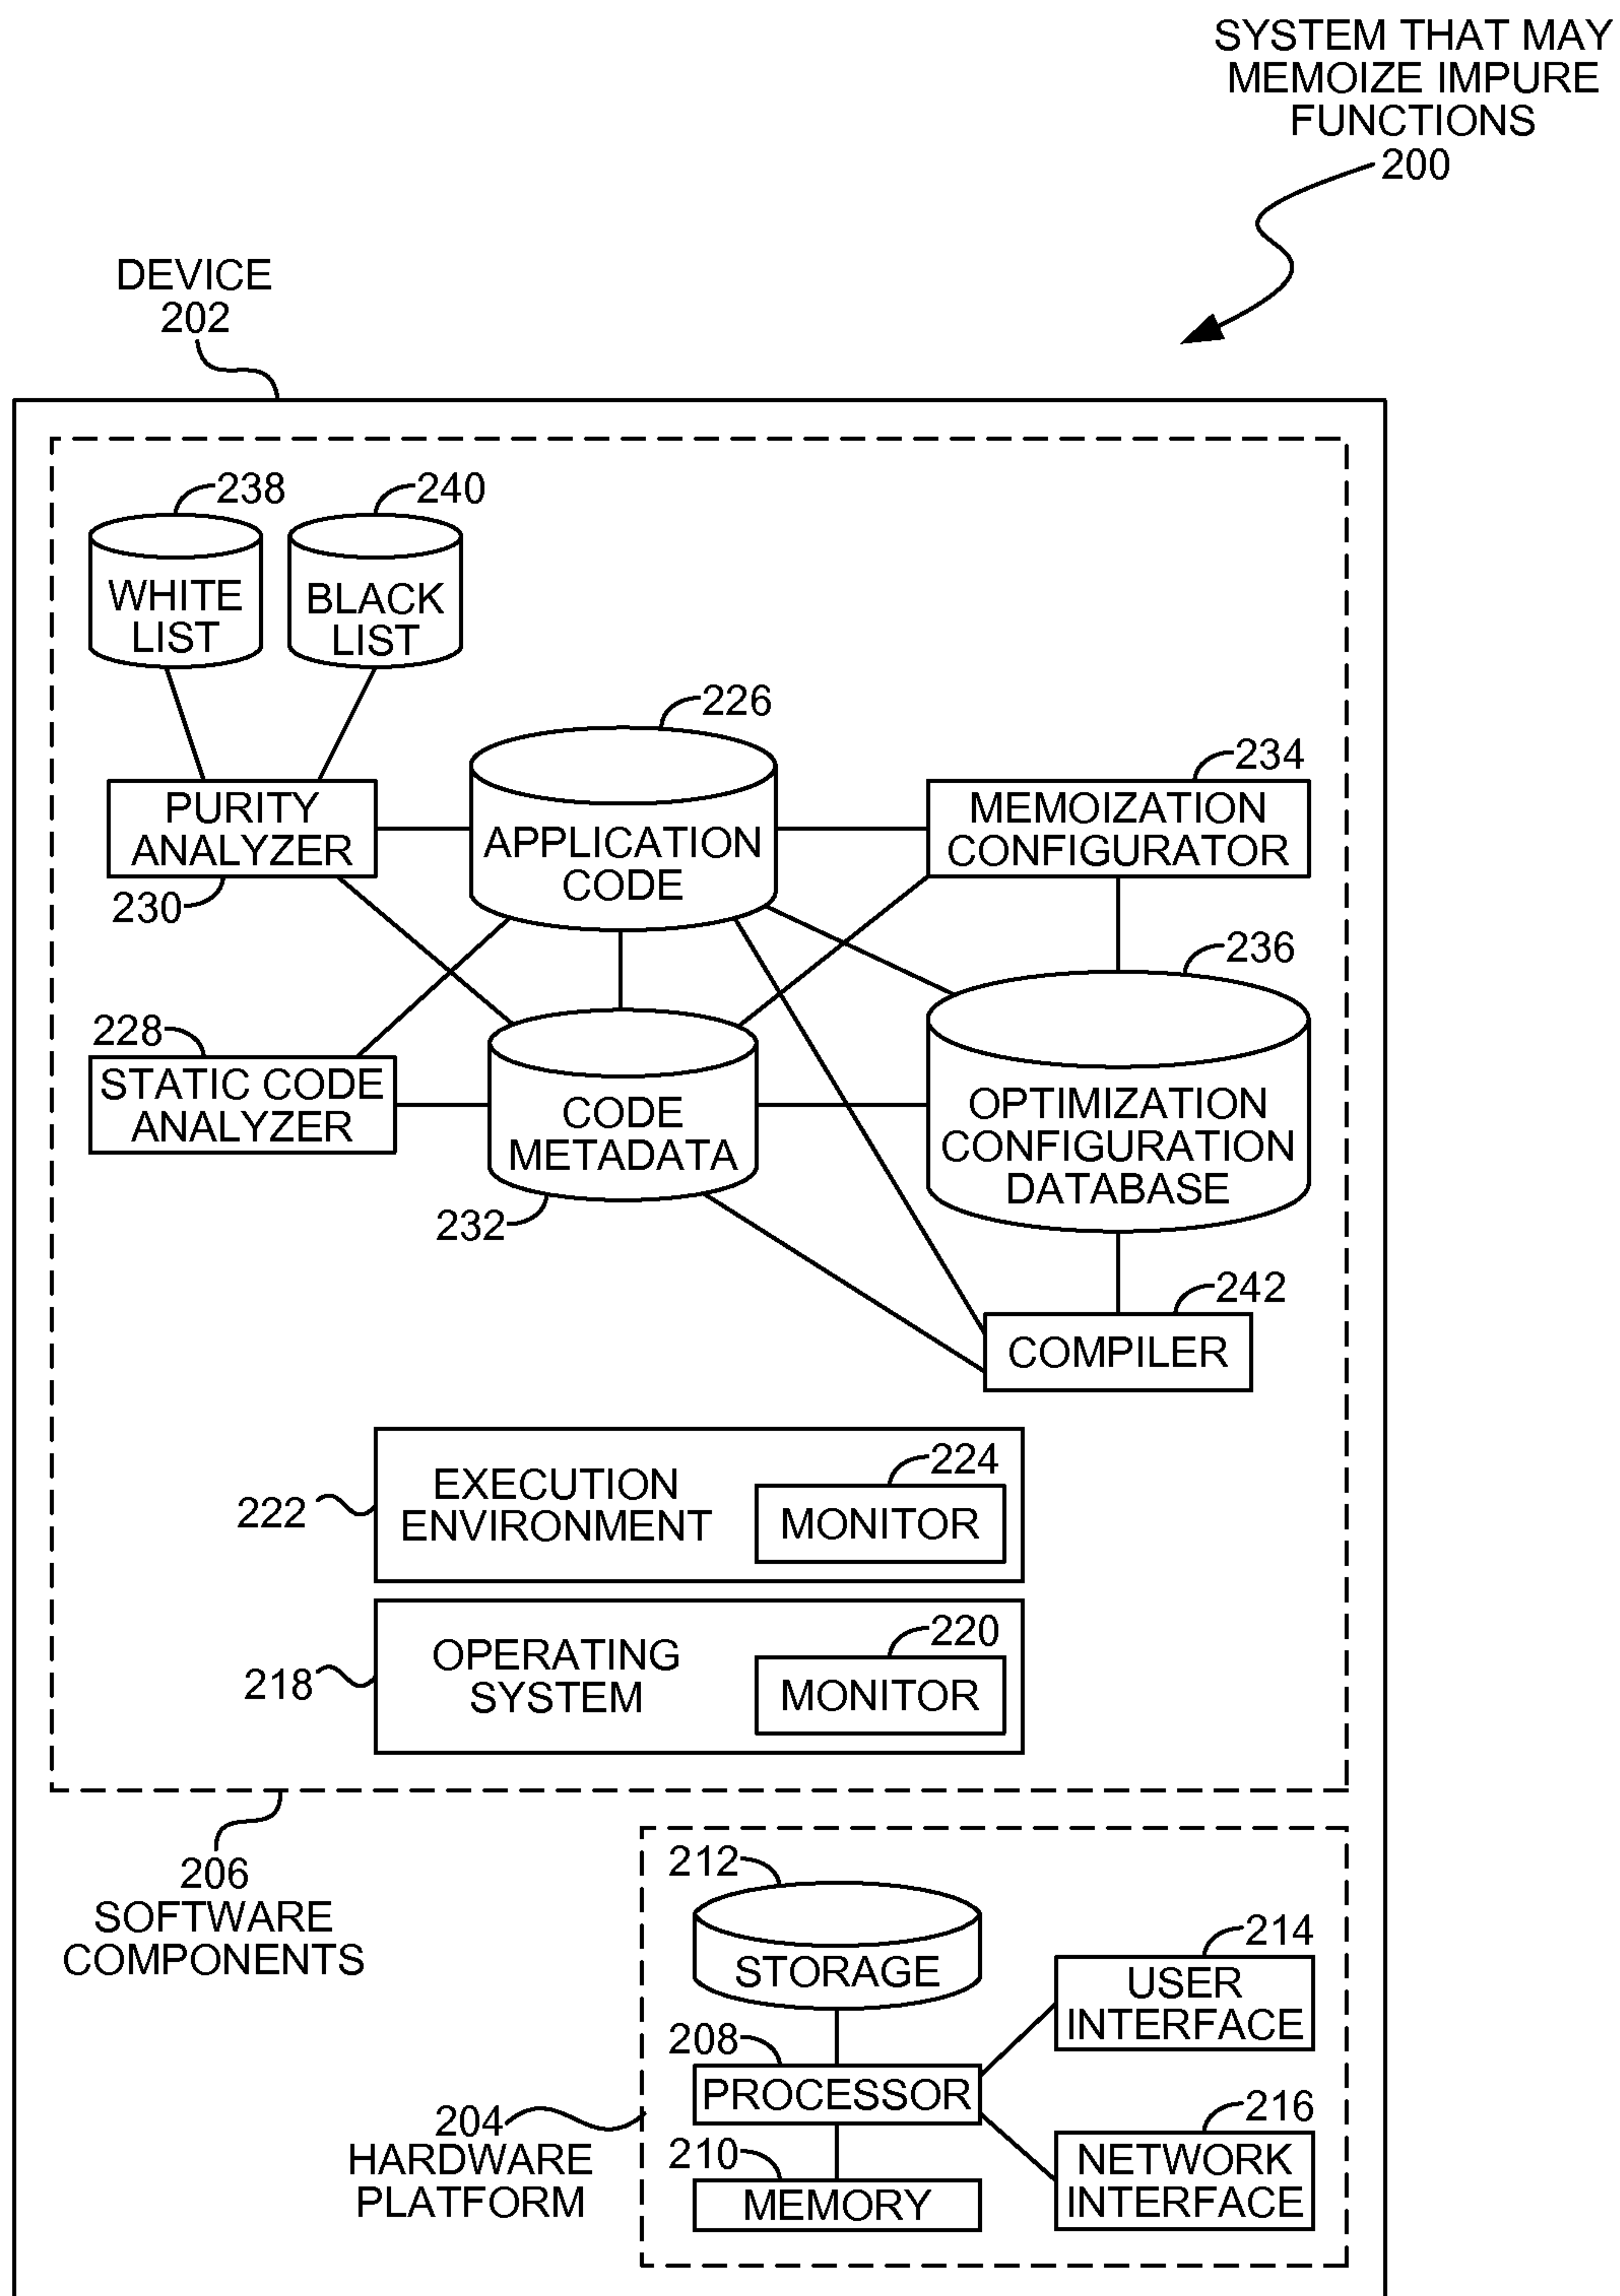 SYSTEM THAT MAY
MEMOIZE IMPURE
FUNCTIONS
200
DEVICE
202
238
240
WHITE
LIST
BLACK
LIST
226
234
PURITY
ANALYZER
APPLICATION
CODE
MEMOIZATION
CONFIGURATOR
230
236
228
STATIC CODE
ANALYZER
CODE
METADATA
OPTIMIZATION
CONFIGURATION
DATABASE
232
242
COMPILER
224
EXECUTION
ENVIRONMENT
MONITOR
222
220
OPERATING
SYSTEM
MONITOR
218
206
SOFTWARE
COMPONENTS
212
STORAGE
214
USER
INTERFACE
208
PROCESSOR
204
HARDWARE
PLATFORM
216
NETWORK
INTERFACE
210
MEMORY